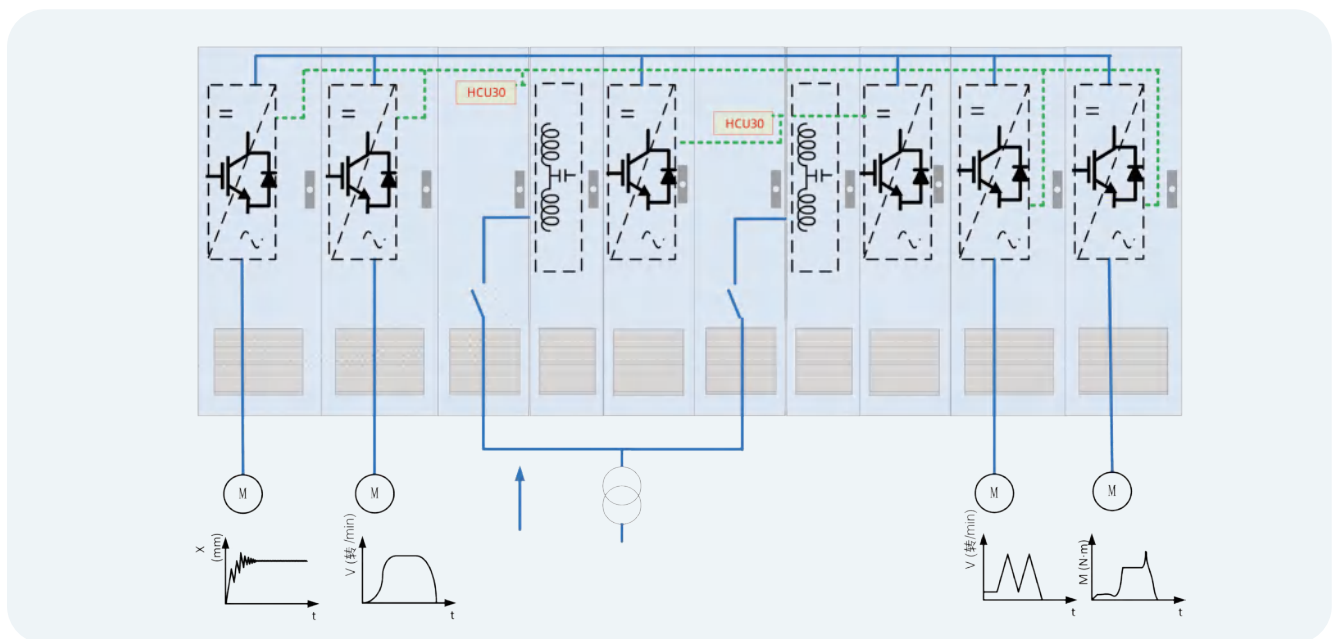 HCU30
HCU30
M
M
M
M
X (mm)
t
V (转/min)
t
V (转/min)
t
M (N·m)
t